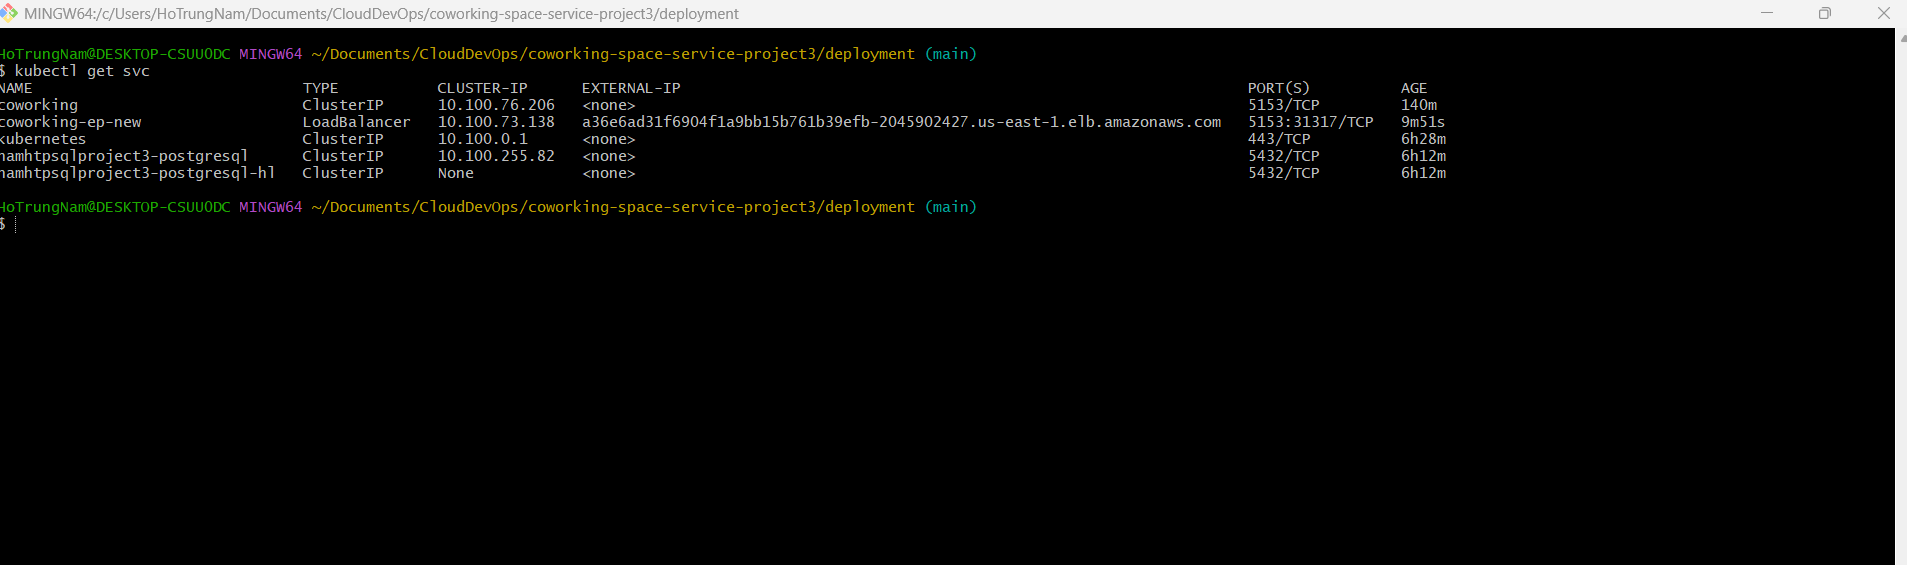 MINGW64:/c/Users/HoTrungNam/Documents/CloudDevOps/coworking-space-service-project3/deployment
HoTrungNam@DESKTOP-CSUUODC MINGW64 ~/Documents/CloudDevOps/coworking-space-service-project3/deployment (main)
$ kubectl get svc
NAME TYPE CLUSTER-IP EXTERNAL-IP PORT(S) AGE
coworking ClusterIP 10.100.76.206 <none> 5153/TCP 140m
coworking-ep-new LoadBalancer 10.100.73.138 a36e6ad31f6904f1a9bb15b761b39efb-2045902427.us-east-1.elb.amazonaws.com 5153:31317/TCP 9m51s
kubernetes ClusterIP 10.100.0.1 <none> 443/TCP 6h28m
namhtpsqlproject3-postgresql ClusterIP 10.100.255.82 <none> 5432/TCP 6h12m
namhtpsqlproject3-postgresql-hl ClusterIP None <none> 5432/TCP 6h12m
HoTrungNam@DESKTOP-CSUUODC MINGW64 ~/Documents/CloudDevOps/coworking-space-service-project3/deployment (main)
$